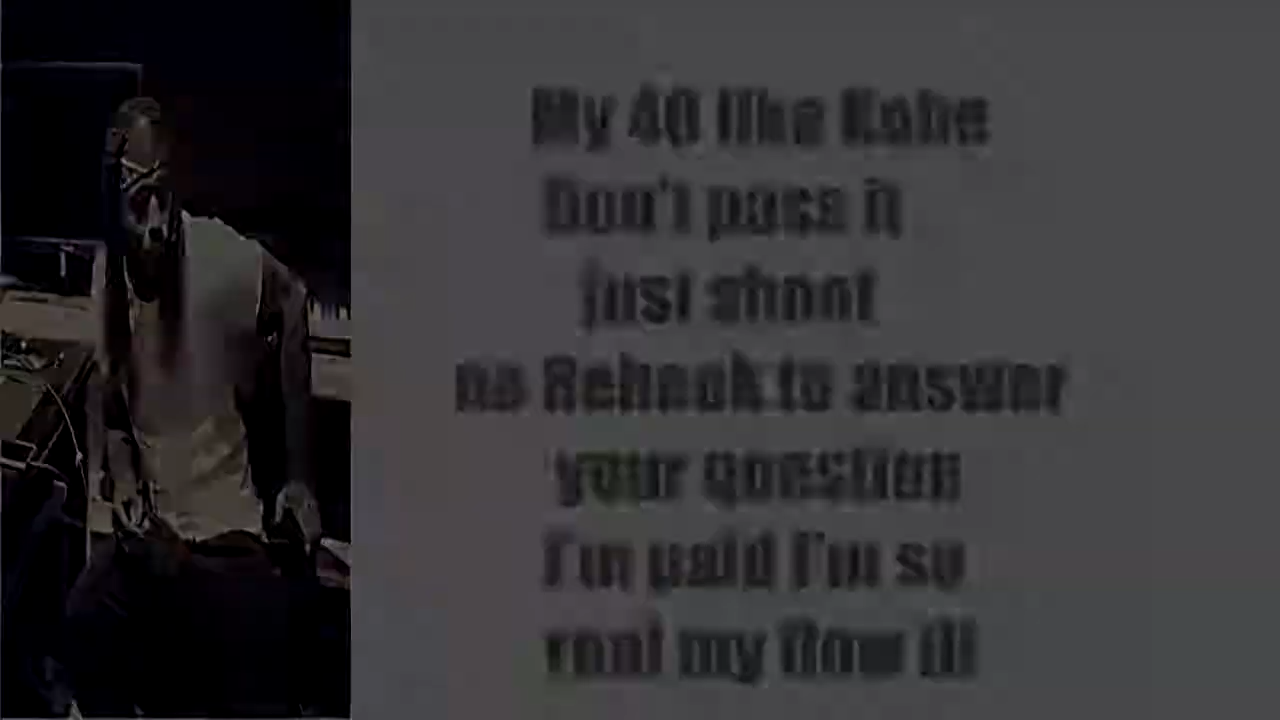 My 40 like Kobe
Don't pass it
just shoot
no Reebok to answer
your question
I'm paid I'm so
real my flow ill